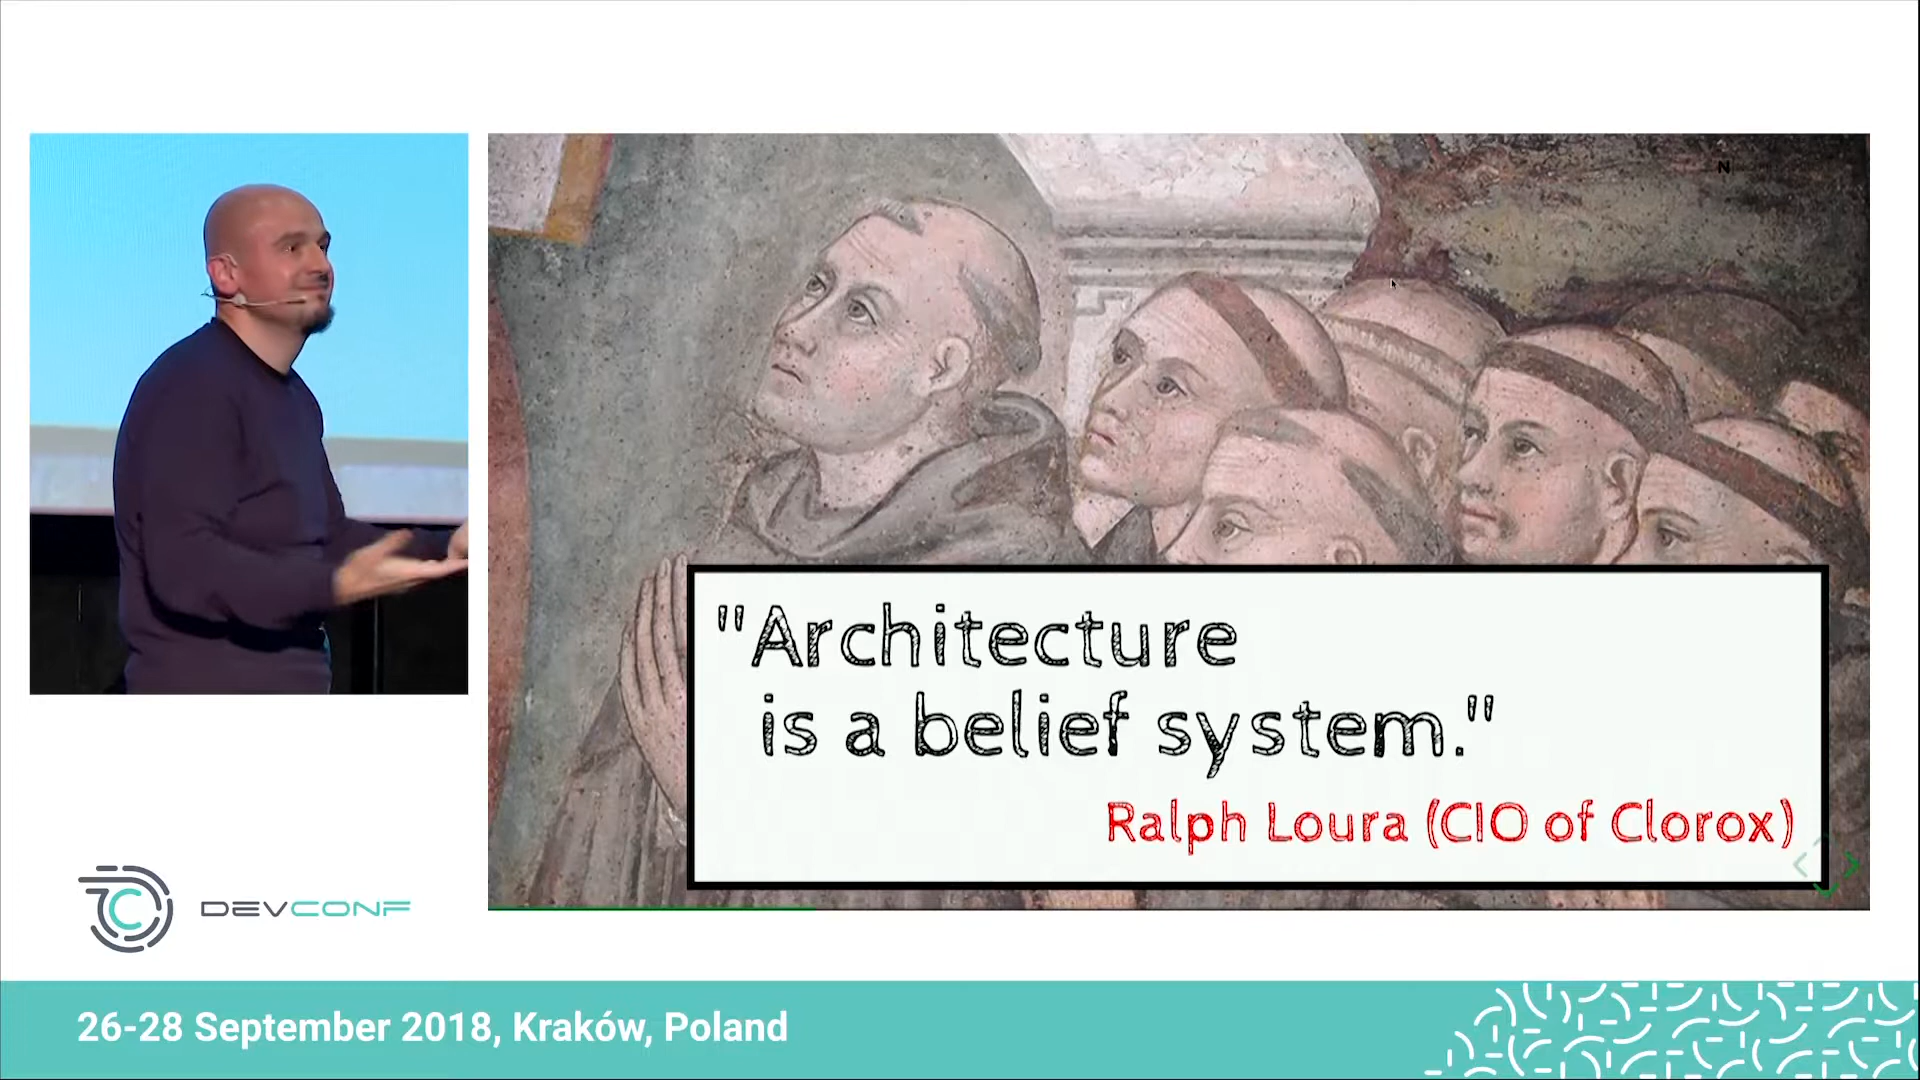 N
"Architecture
is a belief system."
Ralph Loura (CIO of Clorox)
DEVCONF
26-28 September 2018, Kraków, Poland